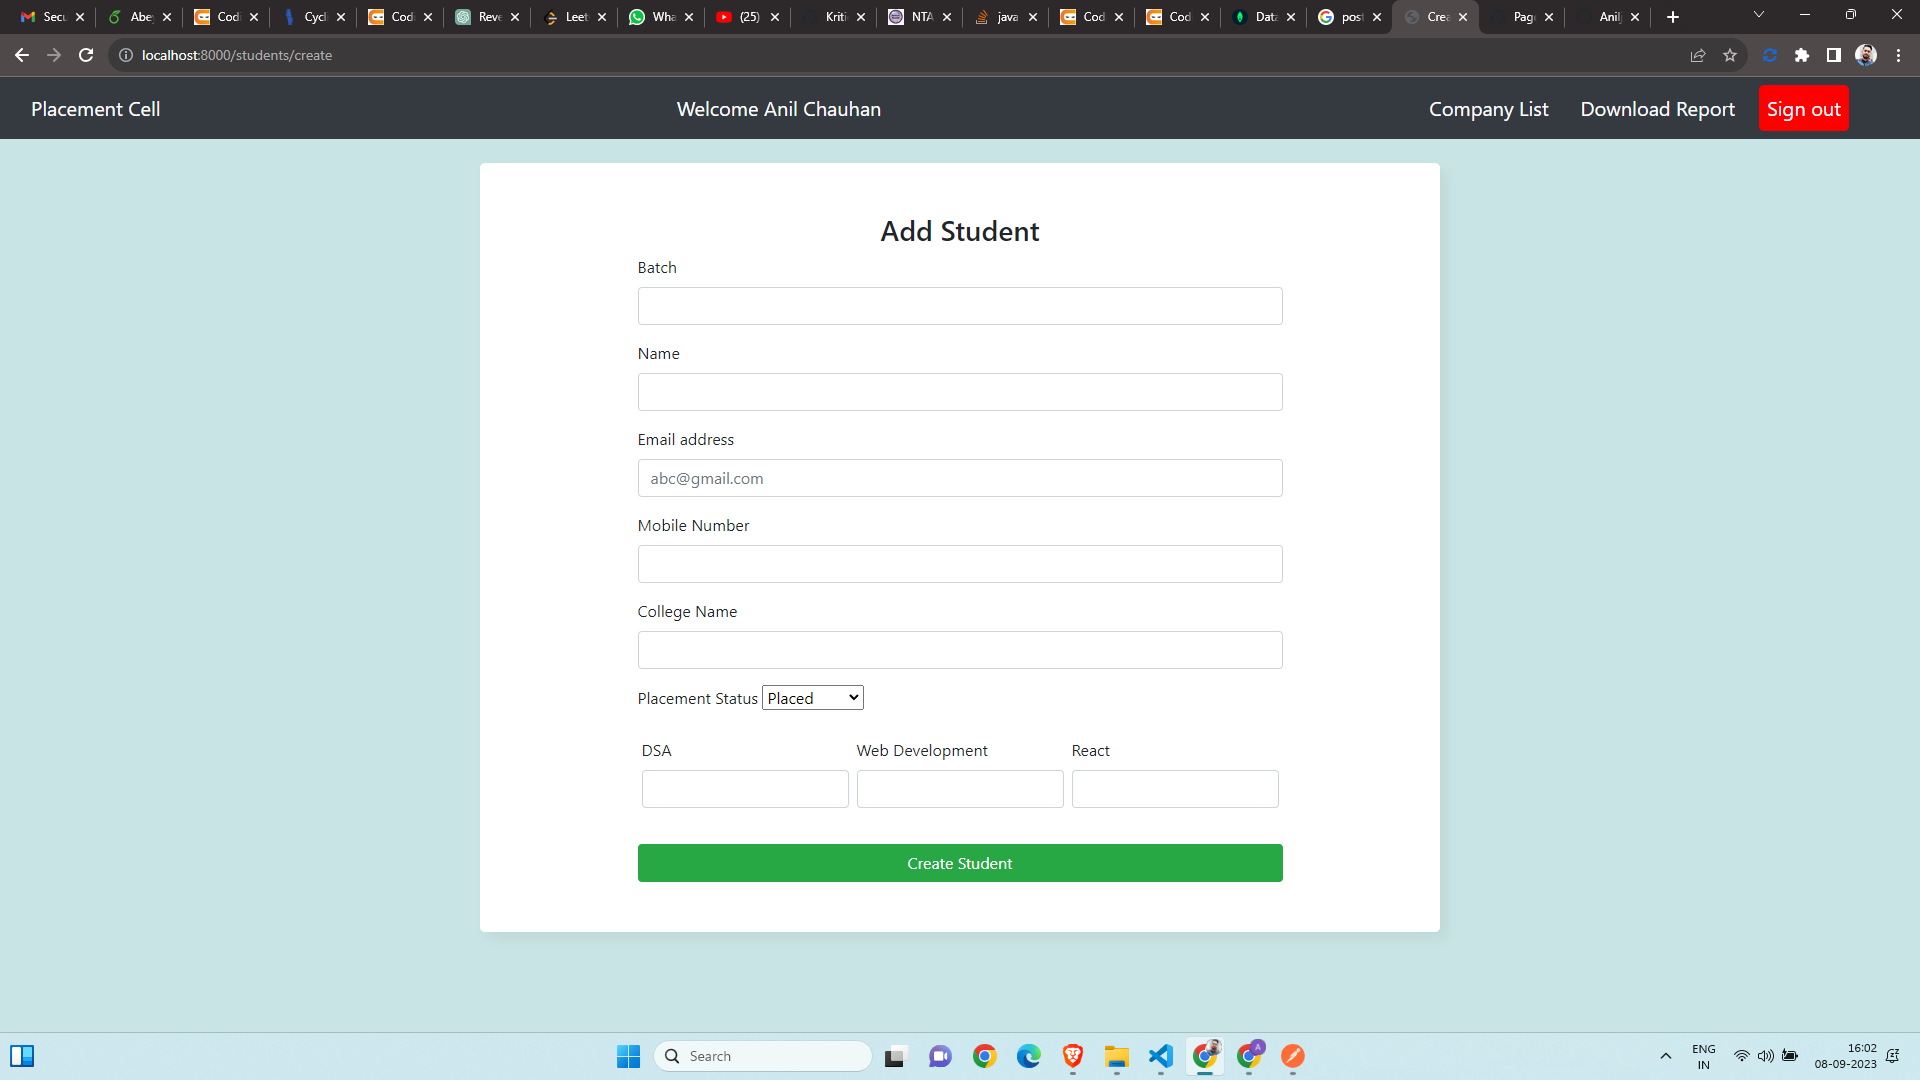 Secu
Abe
Codi
Cycl
Codi
Reve
Leet
Wha
(25)
Kriti
NTA
java
Cod
Cod
Data
post
Crea
Pag
Anil
localhost:8000/students/create
Placement Cell
Welcome Anil Chauhan
Company List
Download Report
Sign out
Add Student
Batch
Name
Email address
abc@gmail.com
Mobile Number
College Name
Placement Status Placed
DSA
Web Development
React
Create Student
Search
A
ENG
IN
16:02
08-09-2023